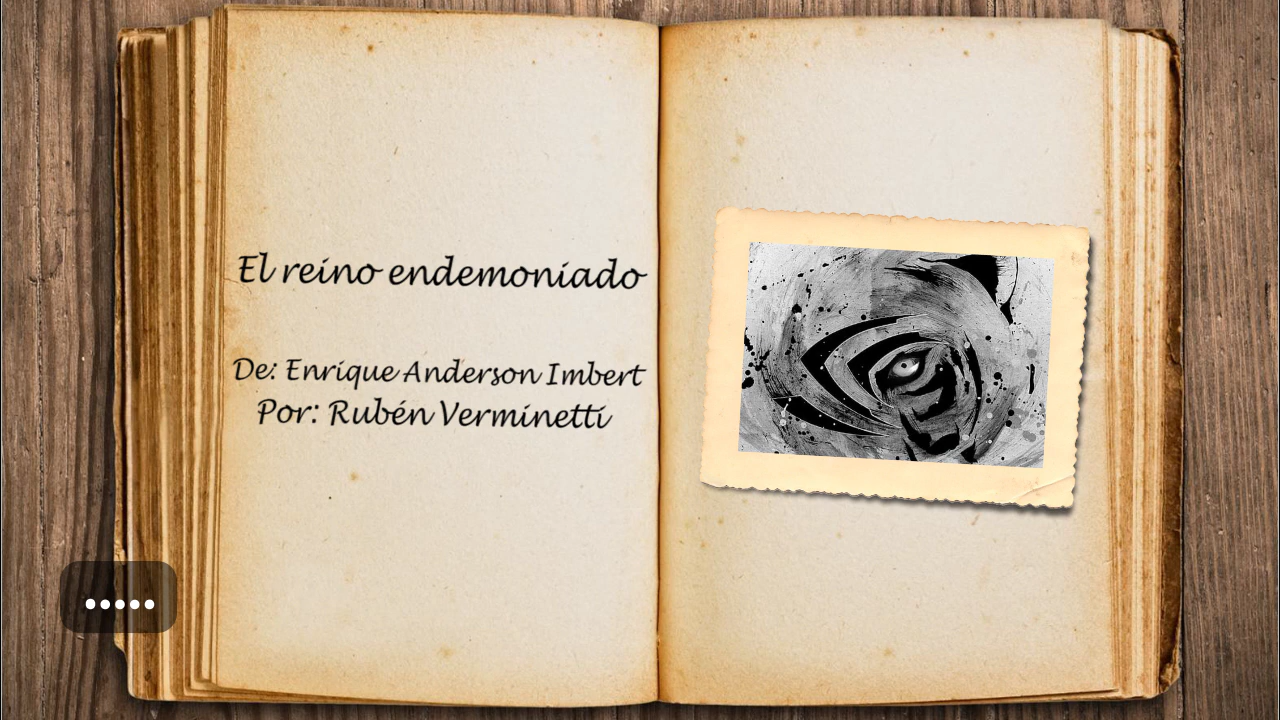 El reino endemoniado
De: Enrique Anderson Imbert
Por: Rubén Verminetti